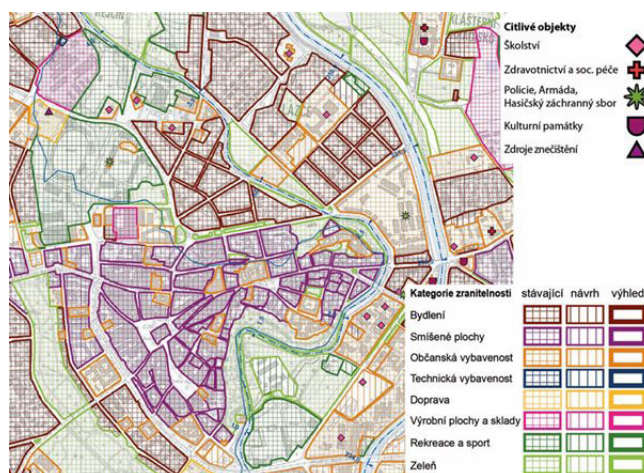 Citlivé objekty
Školství
Zdravotnictví a soc. péče
Policie, Armáda,
Hasičský záchranný sbor
Kulturní památky
Zdroje znečištění
Kategorie zranitelnosti stávající návrh výhled
Bydlení
Smíšené plochy
Občanská vybavenost
Technická vybavenost
Doprava
Výrobní plochy a sklady
Rekreace a sport
Zeleň